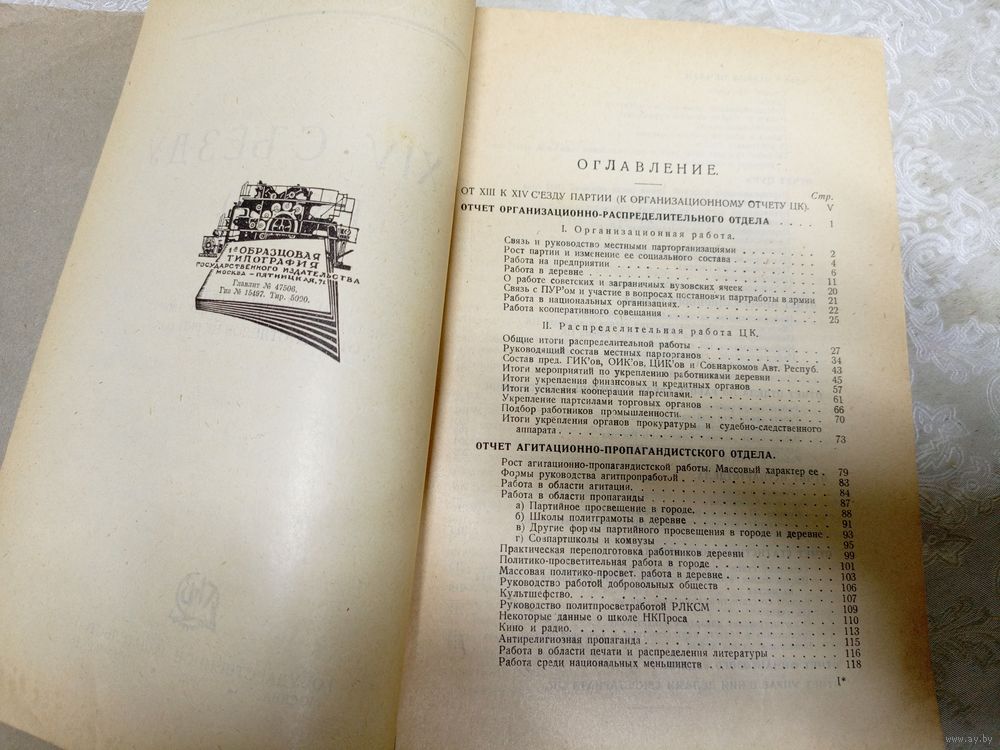 XIV СЪЕЗДУ
1я ОБРАЗЦОВАЯ
ТИПОГРАФИЯ
ГОСУДАРСТВЕННОГО ИЗДАТЕЛЬСТВА
МОСКВА — ПЯТНИЦКАЯ, 71
Главлит № 47506.
Гиз № 15497. Тир. 5000.
ОГЛАВЛЕНИЕ.
Стр.
ОТ XIII К XIV С'ЕЗДУ ПАРТИИ (К ОРГАНИЗАЦИОННОМУ ОТЧЕТУ ЦК). V
ОТЧЕТ ОРГАНИЗАЦИОННО-РАСПРЕДЕЛИТЕЛЬНОГО ОТДЕЛА . . . . 1
I. Организационная работа.
Связь и руководство местными парторганизациями 2
Рост партии и изменение ее социального состава 4
Работа на предприятии 6
Работа в деревне 11
О работе советских и заграничных вузовских ячеек 20
Связь с ПУР'ом и участие в вопросах постановки партработы в армии 21
Работа в национальных организациях. 22
Работа кооперативного совещания 25
II. Распределительная работа ЦК.
Общие итоги распределительной работы 27
Руководящий состав местных парторганов 34
Состав пред. ГИК'ов, ОИК'ов, ЦИК'ов и Совнаркомов Авт. Респуб. 43
Итоги мероприятий по укреплению работниками деревни 45
Итоги укрепления финансовых и кредитных органов 57
Итоги усиления кооперации партсилами. 61
Укрепление партсилами торговых органов 66
Подбор работников промышленности. 70
Итоги укрепления органов прокуратуры и судебно-следственного
аппарата 73
ОТЧЕТ АГИТАЦИОННО-ПРОПАГАНДИСТСКОГО ОТДЕЛА.
Рост агитационно-пропагандистской работы. Массовый характер ее . 79
Формы руководства агитпропработой 83
Работа в области агитации. 84
Работа в области пропаганды 87
а) Партийное просвещение в городе. 88
б) Школы политграмоты в деревне 91
в) Другие формы партийного просвещения в городе и деревне . 93
г) Совпартшколы и комвузы 95
Практическая переподготовка работников деревни 99
Политико-просветительная работа в городе 101
Массовая политико-просвет. работа в деревне 103
Руководство работой добровольных обществ 106
Культшефство. 107
Руководство политпросветработой РЛКСМ 109
Некоторые данные о школе НКПроса 110
Кино и радио. 113
Антирелигиозная пропаганда 115
Работа в области печати и распределения литературы 116
Работа среди национальных меньшинств 118
I*
www.ay.by